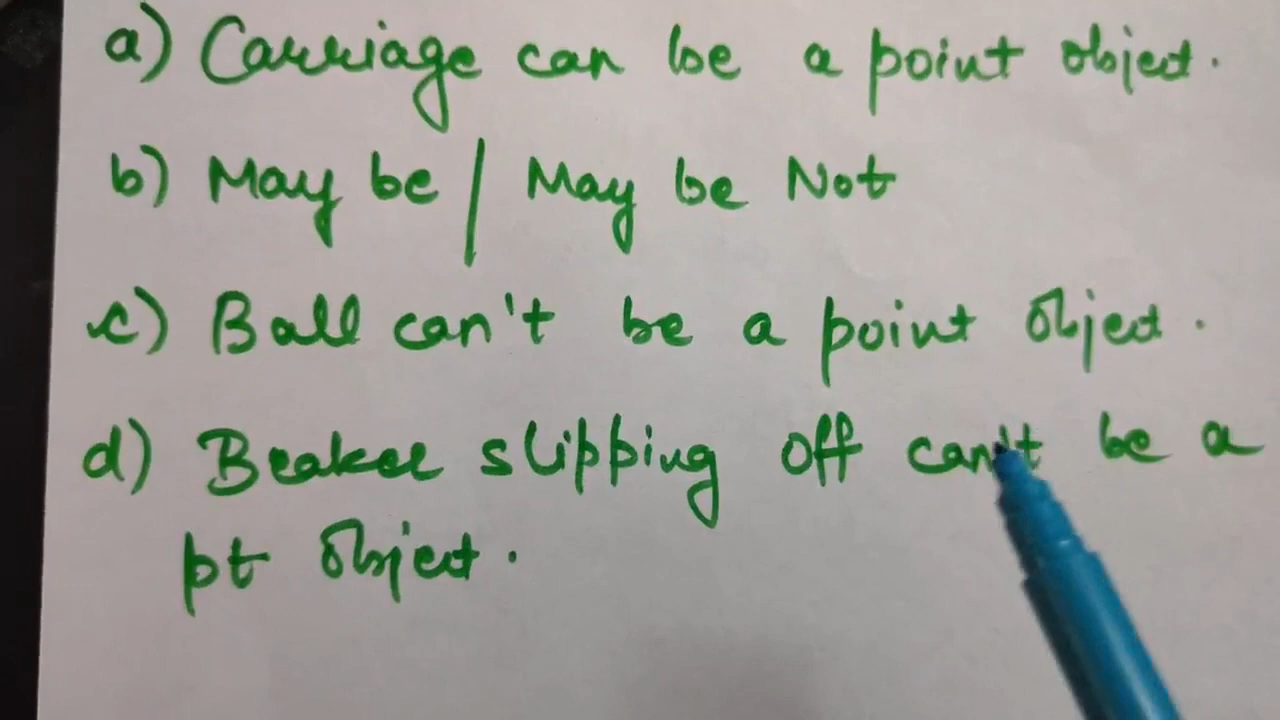 a) Carriage can be a point object.
b) May be / May be Not
c) Ball can't be a point object.
d) Beaker slipping off can't be a
pt object.